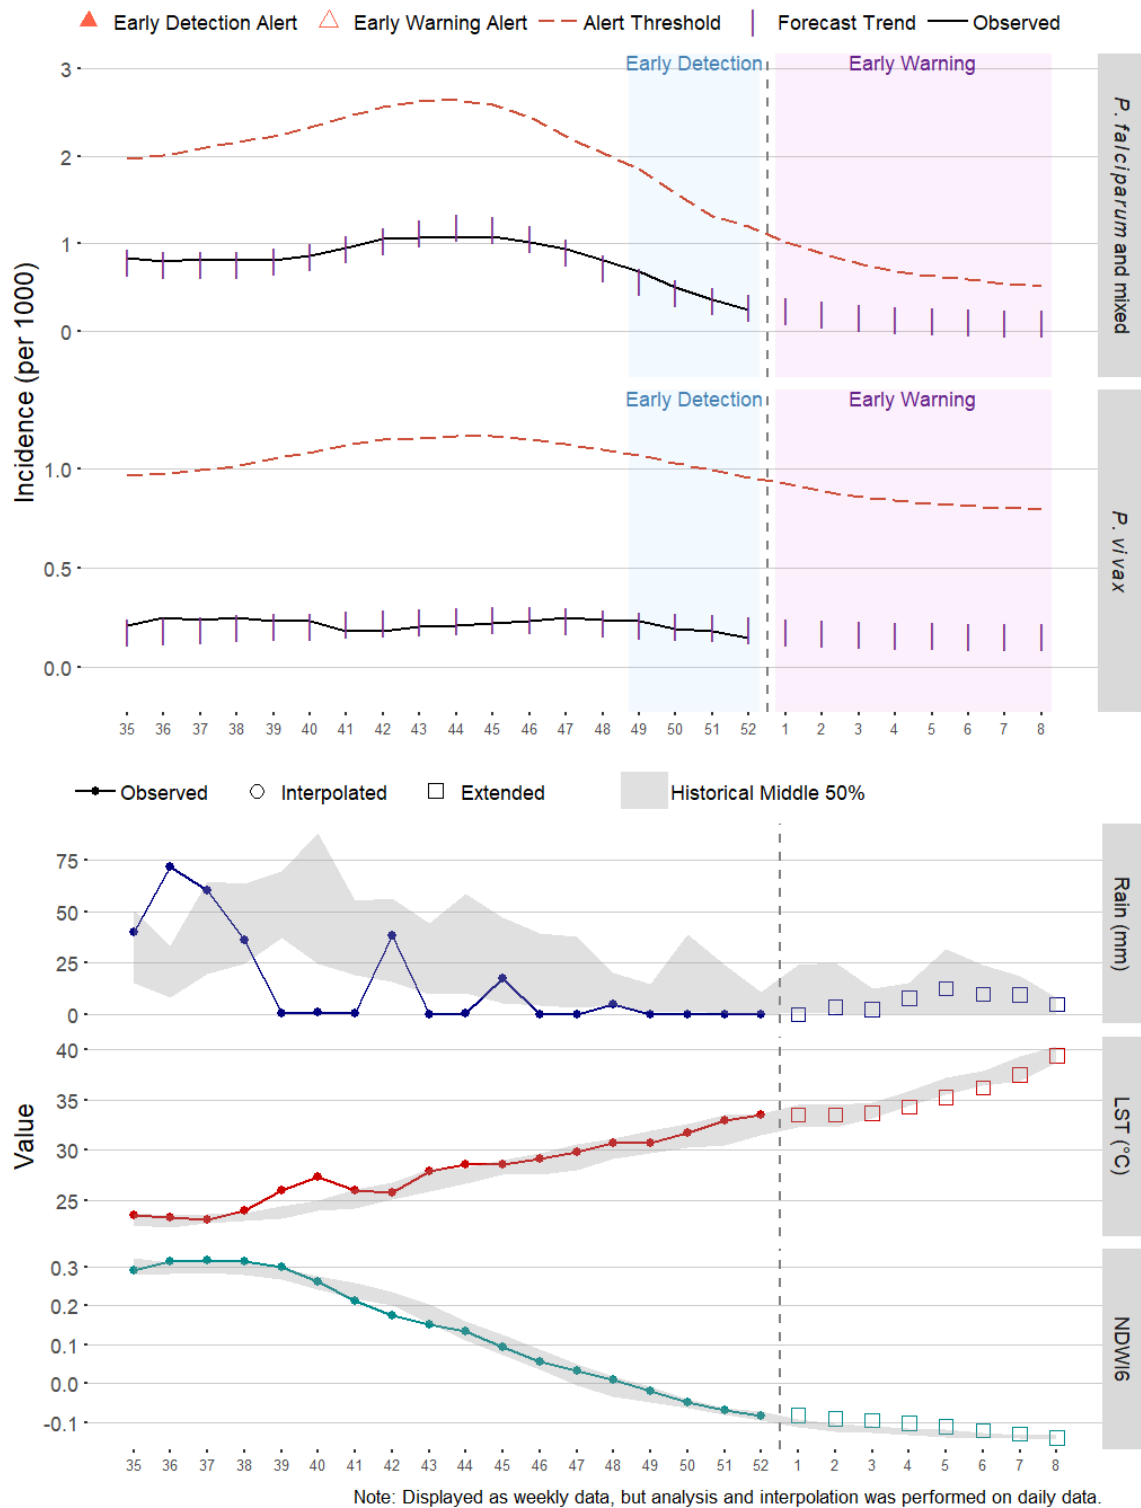 Early Detection Alert Early Warning Alert Alert Threshold Forecast Trend Observed
Incidence (per 1000)
3
2
1
0
Early Detection Early Warning
P. falciparum and mixed
1.0
0.5
0.0
Early Detection Early Warning
P. vivax
35 36 37 38 39 40 41 42 43 44 45 46 47 48 49 50 51 52 1 2 3 4 5 6 7 8
Observed Interpolated Extended Historical Middle 50%
Value
75
50
25
0
Rain (mm)
40
35
30
25
LST (°C)
0.3
0.2
0.1
0.0
-0.1
NDWI6
35 36 37 38 39 40 41 42 43 44 45 46 47 48 49 50 51 52 1 2 3 4 5 6 7 8
Note: Displayed as weekly data, but analysis and interpolation was performed on daily data.